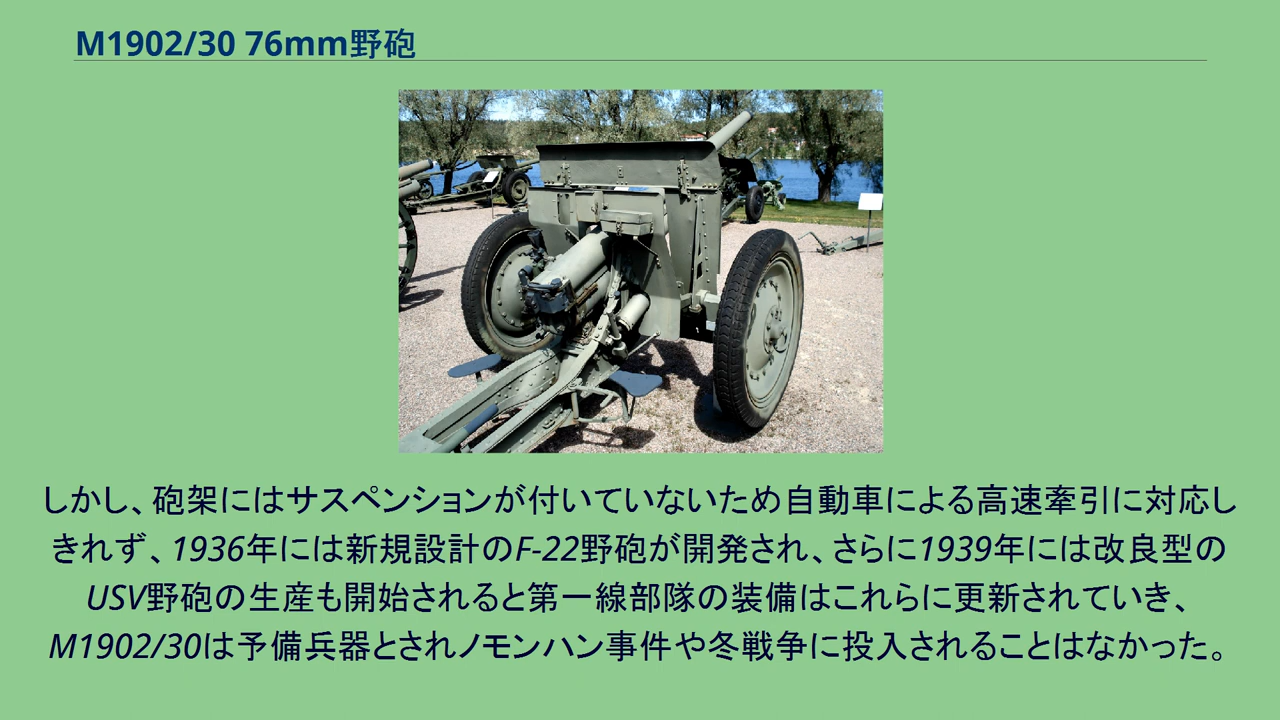 M1902/30 76mm野砲
しかし、砲架にはサスペンションが付いていないため自動車による高速牽引に対応し
きれず、1936年には新規設計のF-22野砲が開発され、さらに1939年には改良型の
USV野砲の生産も開始されると第一線部隊の装備はこれらに更新されていき、
M1902/30は予備兵器とされノモンハン事件や冬戦争に投入されることはなかった。